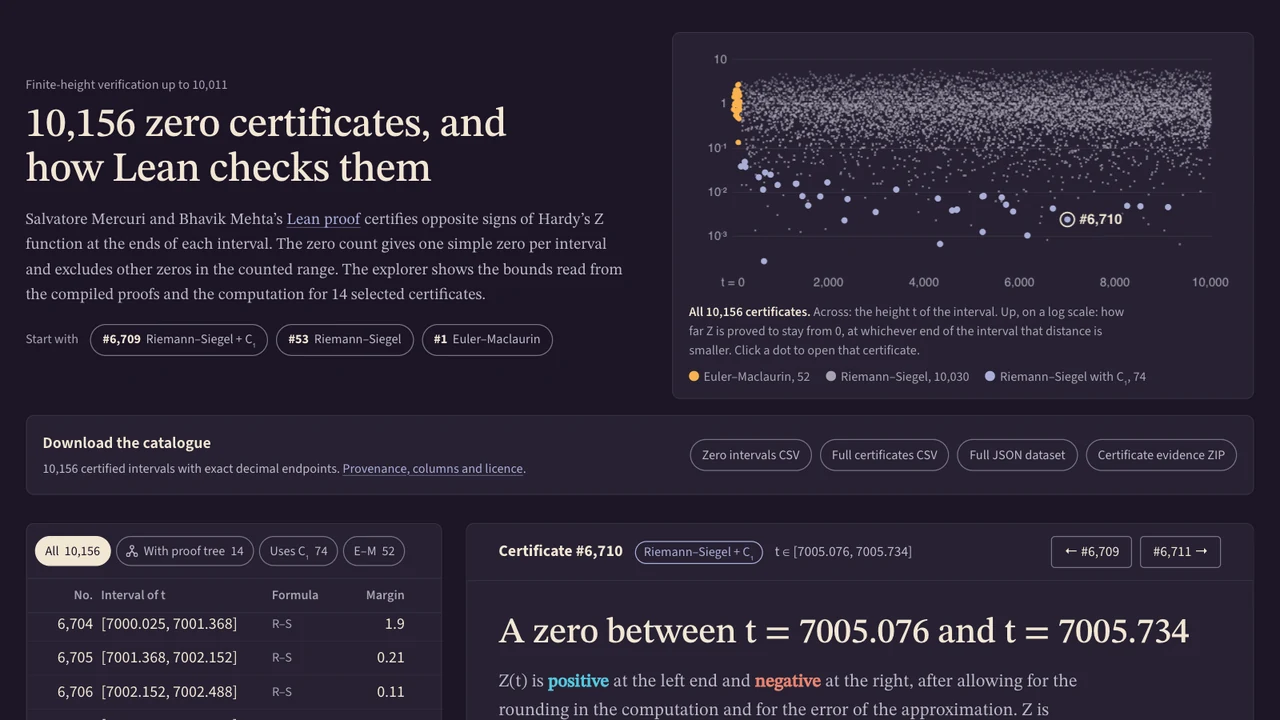 Finite-height verification up to 10,011
10,156 zero certificates, and
how Lean checks them
Salvatore Mercuri and Bhavik Mehta’s Lean proof certifies opposite signs of Hardy’s Z
function at the ends of each interval. The zero count gives one simple zero per interval
and excludes other zeros in the counted range. The explorer shows the bounds read from
the compiled proofs and the computation for 14 selected certificates.
Start with
#6,709 Riemann–Siegel + C₁
#53 Riemann–Siegel
#1 Euler–Maclaurin
10
1
10⁻¹
10⁻²
10⁻³
#6,710
t = 0 2,000 4,000 6,000 8,000 10,000
All 10,156 certificates. Across: the height t of the interval. Up, on a log scale: how
far Z is proved to stay from 0, at whichever end of the interval that distance is
smaller. Click a dot to open that certificate.
Euler–Maclaurin, 52 Riemann–Siegel, 10,030 Riemann–Siegel with C₁, 74
Download the catalogue
10,156 certified intervals with exact decimal endpoints. Provenance, columns and licence.
Zero intervals CSV
Full certificates CSV
Full JSON dataset
Certificate evidence ZIP
All 10,156
With proof tree 14
Uses C₁ 74
E–M 52
No. Interval of t Formula Margin
6,704 [7000.025, 7001.368] R–S 1.9
6,705 [7001.368, 7002.152] R–S 0.21
6,706 [7002.152, 7002.488] R–S 0.11
Certificate #6,710 Riemann–Siegel + C₁ t ∈ [7005.076, 7005.734]
← #6,709
#6,711 →
A zero between t = 7005.076 and t = 7005.734
Z(t) is positive at the left end and negative at the right, after allowing for the
rounding in the computation and for the error of the approximation. Z is